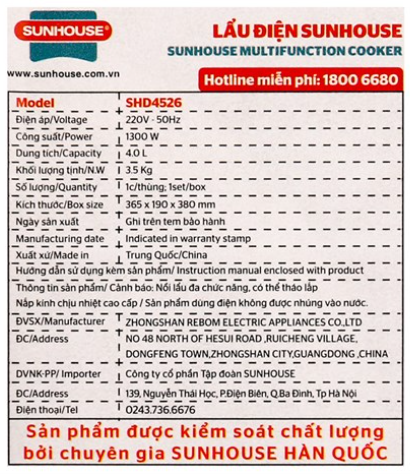 SUNHOUSE®
LẨU ĐIỆN SUNHOUSE
SUNHOUSE MULTIFUNCTION COOKER
www.sunhouse.com.vn
Hotline miễn phí: 1800 6680
Model SHD4526
Điện áp/Voltage 220V - 50Hz
Công suất/Power 1300 W
Dung tích/Capacity 4.0 L
Khối lượng tịnh/N.W 3.5 Kg
Số lượng/Quantity 1c/thùng; 1set/box
Kích thước/Box size 365 x 190 x 380 mm
Ngày sản xuất Ghi trên tem bảo hành
Manufacturing date Indicated in warranty stamp
Xuất xứ/Made in Trung Quốc/China
Hướng dẫn sử dụng kèm sản phẩm/ Instruction manual enclosed with product
Thông tin sản phẩm/ Cảnh báo: Nồi lẩu đa chức năng, có thể tháo lắp
Nắp kính chịu nhiệt cao cấp / Sản phẩm dùng điện không được nhúng vào nước.
ĐVSX/Manufacturer ZHONGSHAN REBOM ELECTRIC APPLIANCES CO.,LTD
ĐC/Address NO 48 NORTH OF HESUI ROAD ,RUICHENG VILLAGE,
DONGFENG TOWN,ZHONGSHAN CITY,GUANGDONG ,CHINA
DVNK-PP/ Importer Công ty cổ phần Tập đoàn SUNHOUSE
ĐC/Address 139, Nguyễn Thái Học, P.Điện Biên, Q.Ba Đình, Tp Hà Nội
Điện thoại/Tel 0243.736.6676
Sản phẩm được kiểm soát chất lượng
bởi chuyên gia SUNHOUSE HÀN QUỐC